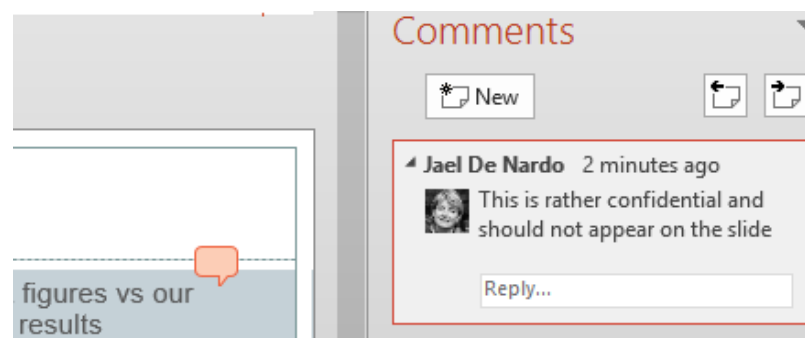 Comments
New
Jael De Nardo 2 minutes ago
This is rather confidential and
should not appear on the slide
Reply...
figures vs our
results